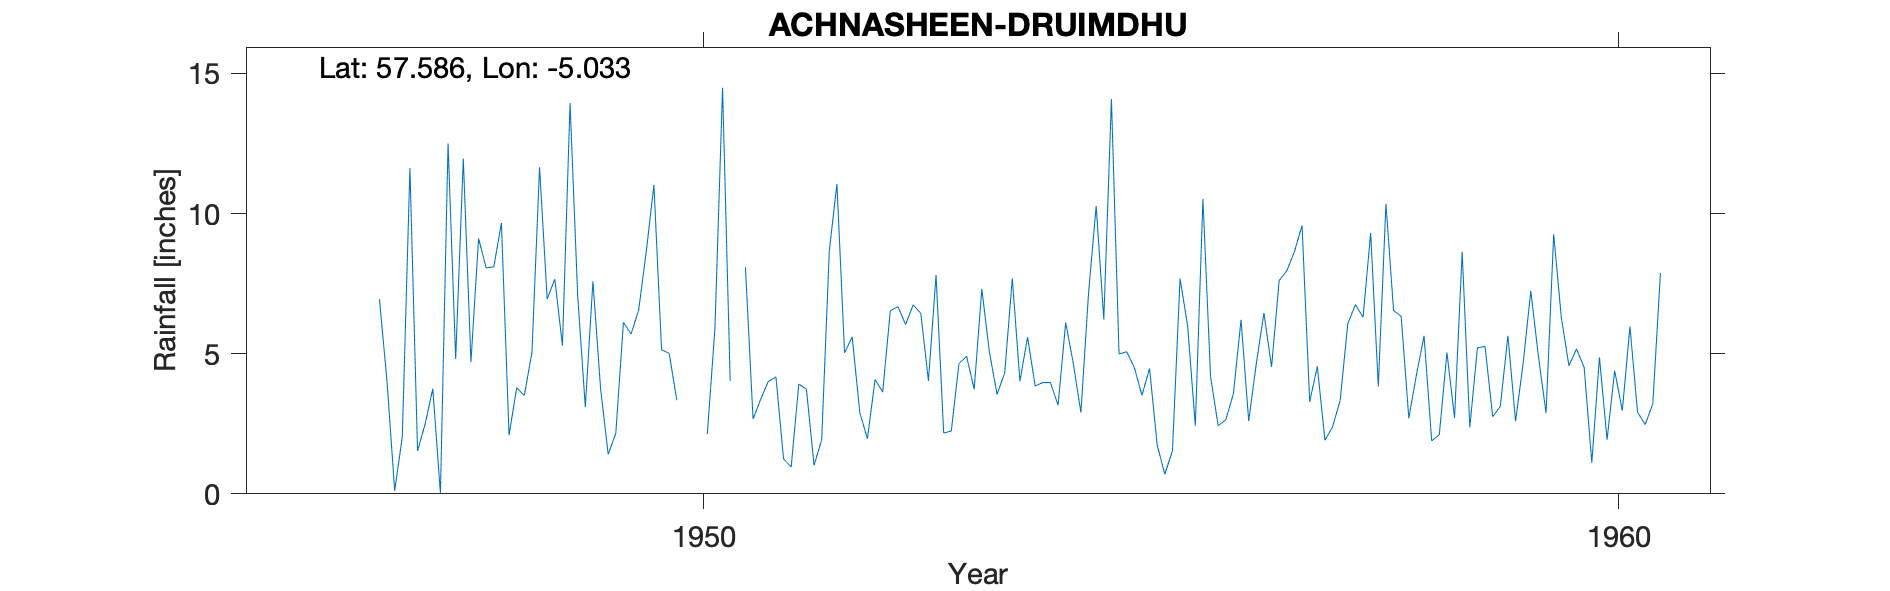 ACHNASHEEN-DRUIMDHU
Lat: 57.586, Lon: -5.033
15
10
5
0
Rainfall [inches]
1950
1960
Year